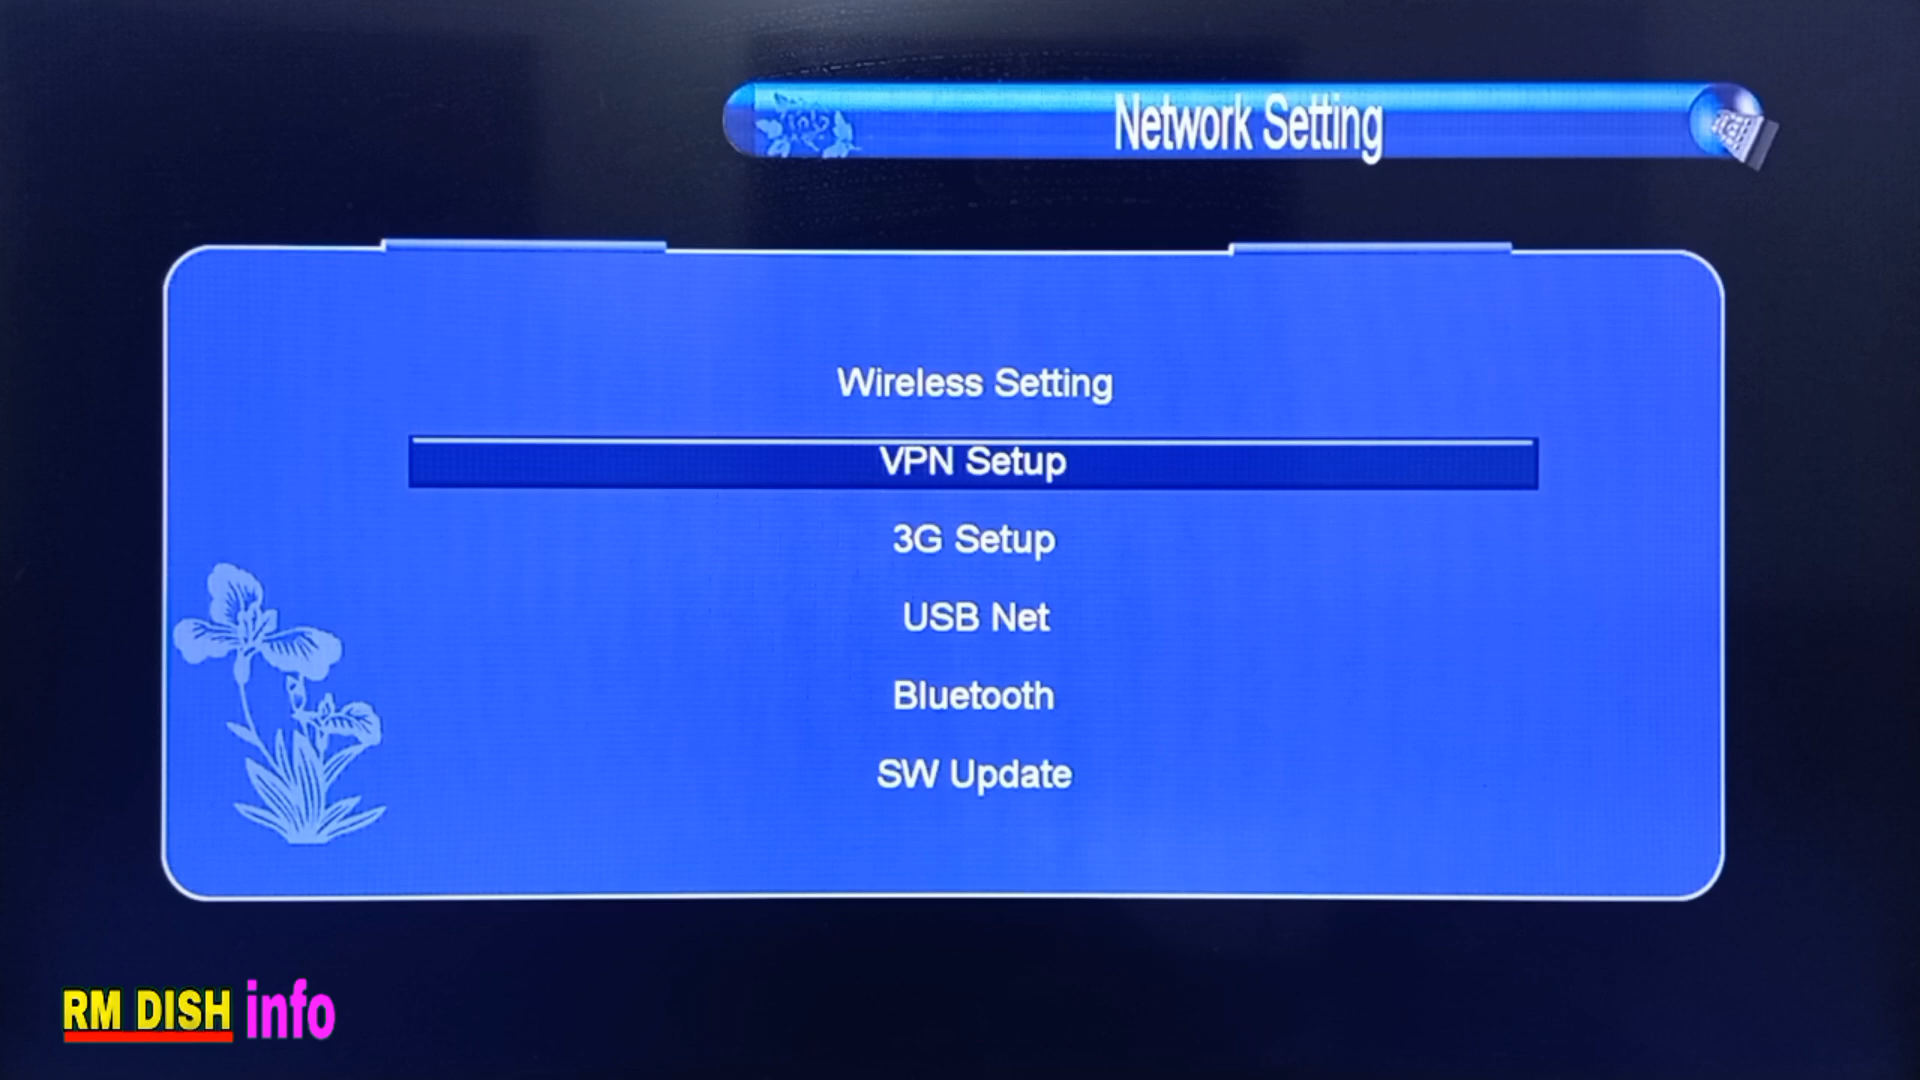 Network Setting
Wireless Setting
VPN Setup
3G Setup
USB Net
Bluetooth
SW Update
RM DISH info